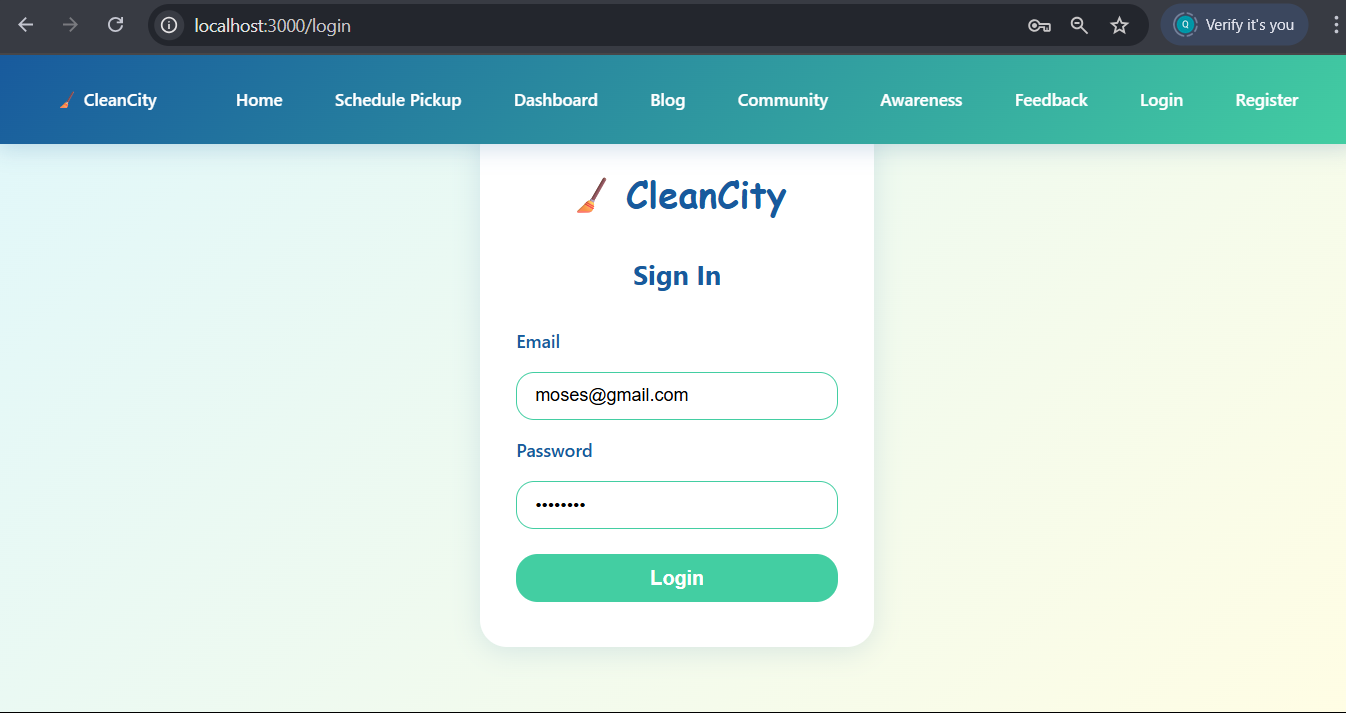 localhost:3000/login
Q Verify it's you
CleanCity Home Schedule Pickup Dashboard Blog Community Awareness Feedback Login Register
CleanCity
Sign In
Email
moses@gmail.com
Password
••••••••
Login